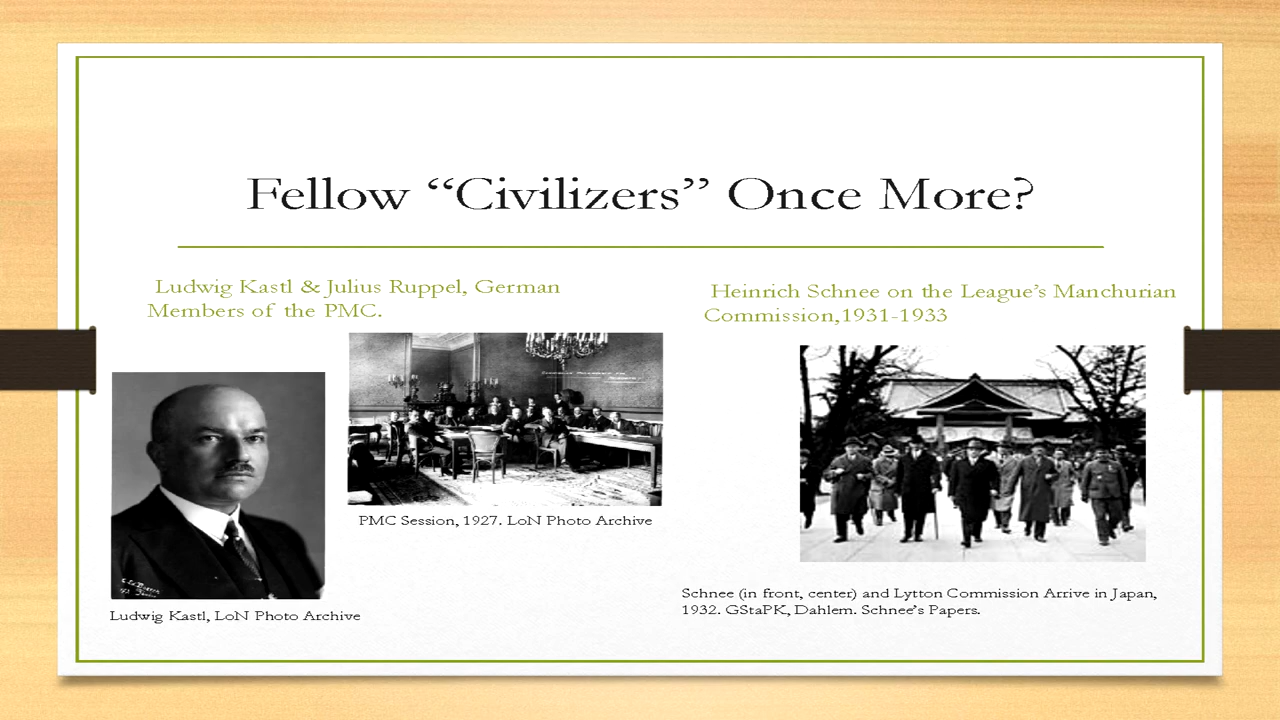 Fellow “Civilizers” Once More?
Ludwig Kastl & Julius Ruppel, German
Members of the PMC.
PMC Session, 1927. LoN Photo Archive
Ludwig Kastl, LoN Photo Archive
Heinrich Schnee on the League’s Manchurian
Commission,1931-1933
Schnee (in front, center) and Lytton Commission Arrive in Japan,
1932. GStaPK, Dahlem. Schnee’s Papers.